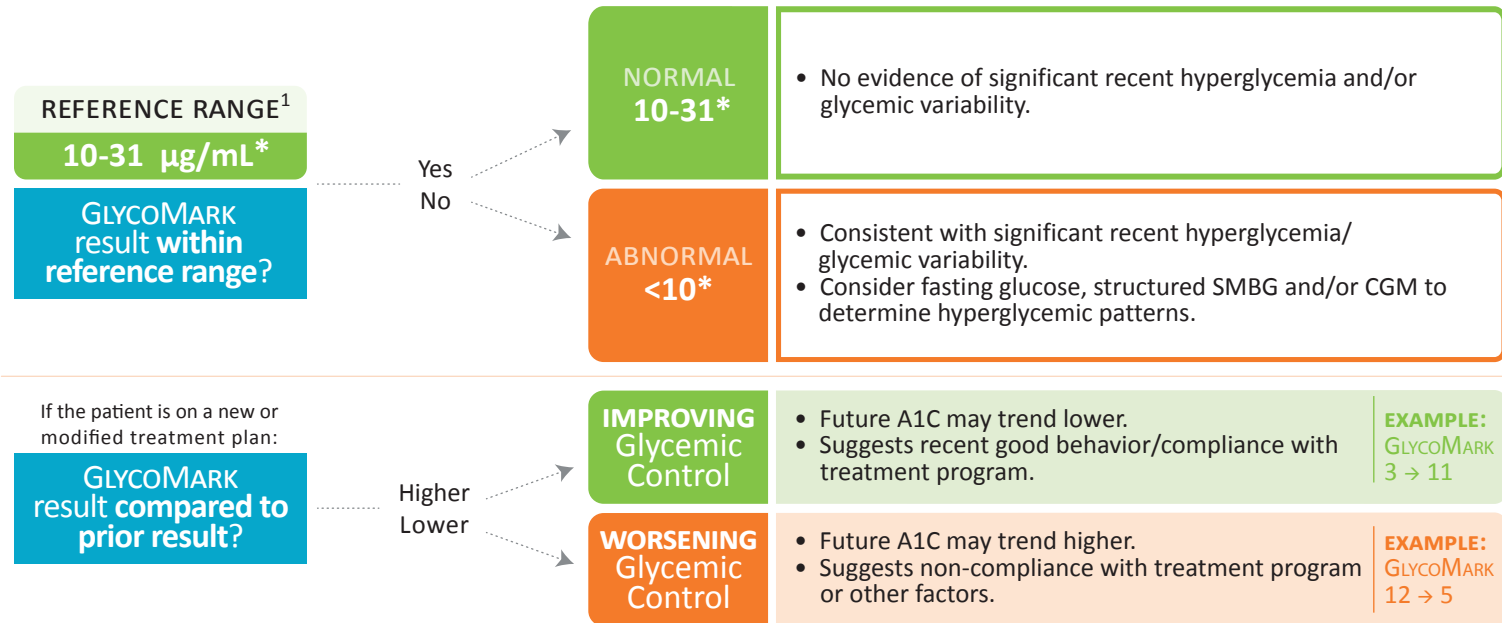 REFERENCE RANGE1
10-31 µg/mL*
GLYCOMARK
result within
reference range?
Yes
No
NORMAL
10-31*
• No evidence of significant recent hyperglycemia and/or
glycemic variability.
ABNORMAL
<10*
• Consistent with significant recent hyperglycemia/
glycemic variability.
• Consider fasting glucose, structured SMBG and/or CGM to
determine hyperglycemic patterns.
If the patient is on a new or
modified treatment plan:
GLYCOMARK
result compared to
prior result?
Higher
Lower
IMPROVING
Glycemic
Control
• Future A1C may trend lower.
• Suggests recent good behavior/compliance with
treatment program.
EXAMPLE:
GLYCOMARK
3 → 11
WORSENING
Glycemic
Control
• Future A1C may trend higher.
• Suggests non-compliance with treatment program
or other factors.
EXAMPLE:
GLYCOMARK
12 → 5